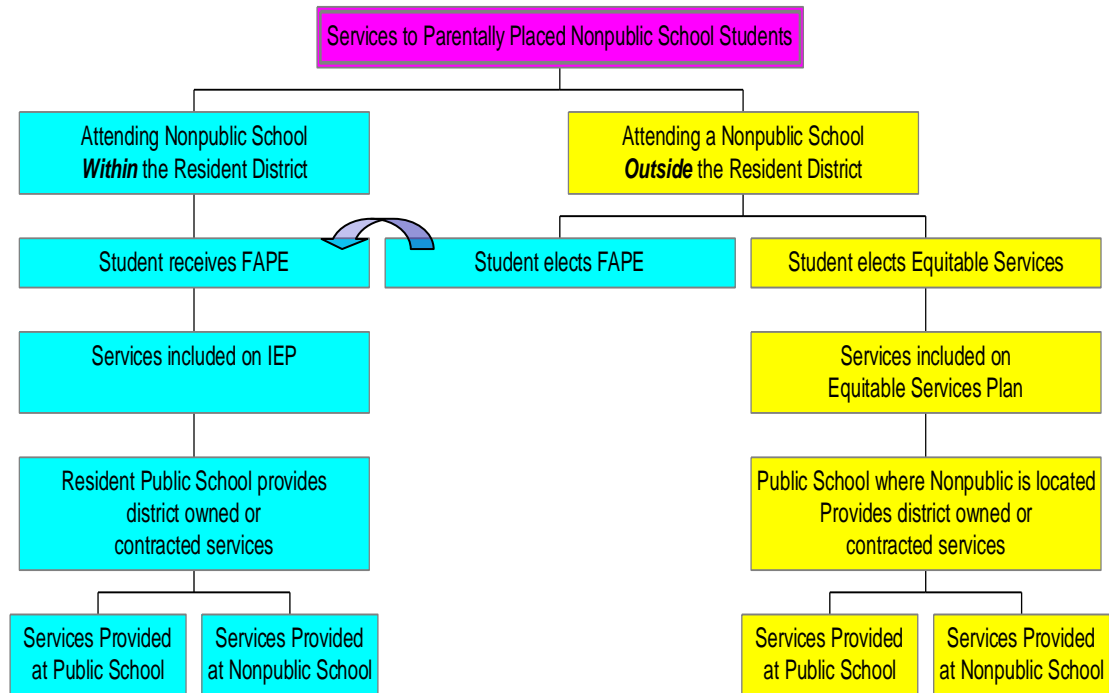 Services to Parentally Placed Nonpublic School Students
Attending Nonpublic School
Within the Resident District
Attending a Nonpublic School
Outside the Resident District
Student receives FAPE
Student elects FAPE
Student elects Equitable Services
Services included on IEP
Services included on
Equitable Services Plan
Resident Public School provides
district owned or
contracted services
Public School where Nonpublic is located
Provides district owned or
contracted services
Services Provided
at Public School
Services Provided
at Nonpublic School
Services Provided
at Public School
Services Provided
at Nonpublic School